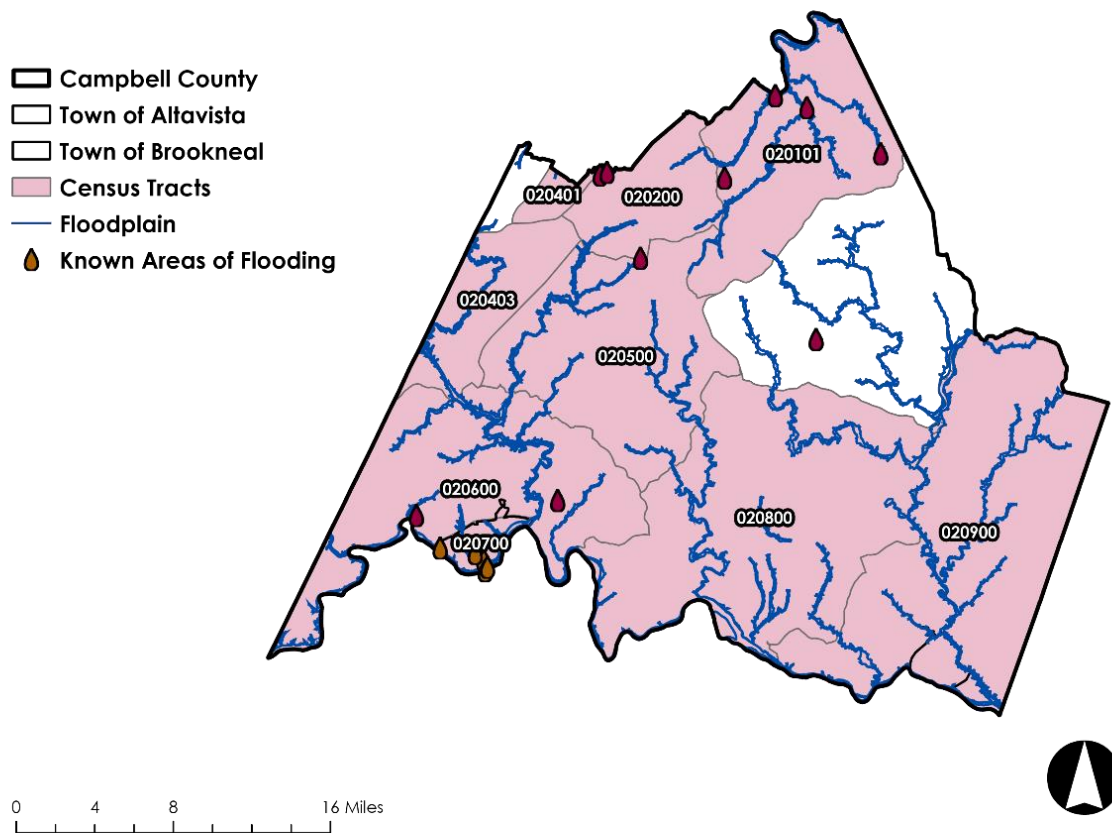 Campbell County
Town of Altavista
Town of Brookneal
Census Tracts
Floodplain
Known Areas of Flooding
020101
020401
020200
020403
020500
020600
020700
020800
020900
0 4 8 16 Miles